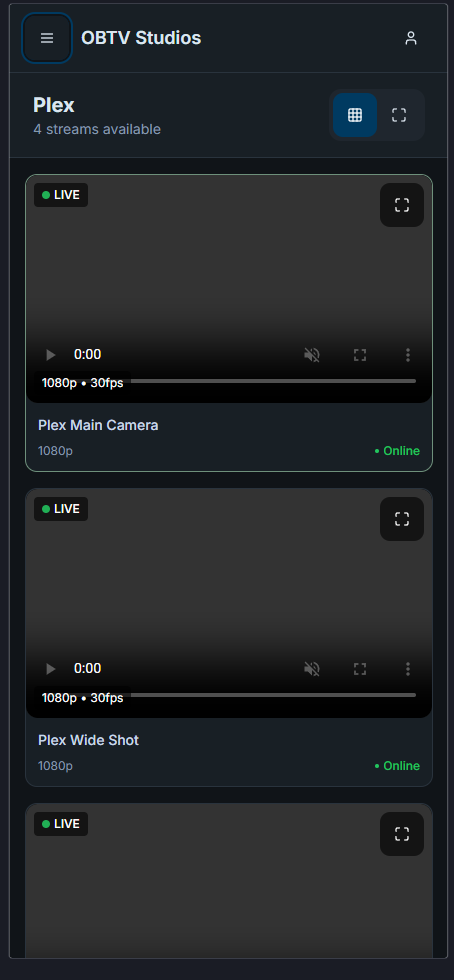 OBTV Studios
Plex
4 streams available
LIVE
0:00
1080p • 30fps
Plex Main Camera
1080p
• Online
LIVE
0:00
1080p • 30fps
Plex Wide Shot
1080p
• Online
LIVE